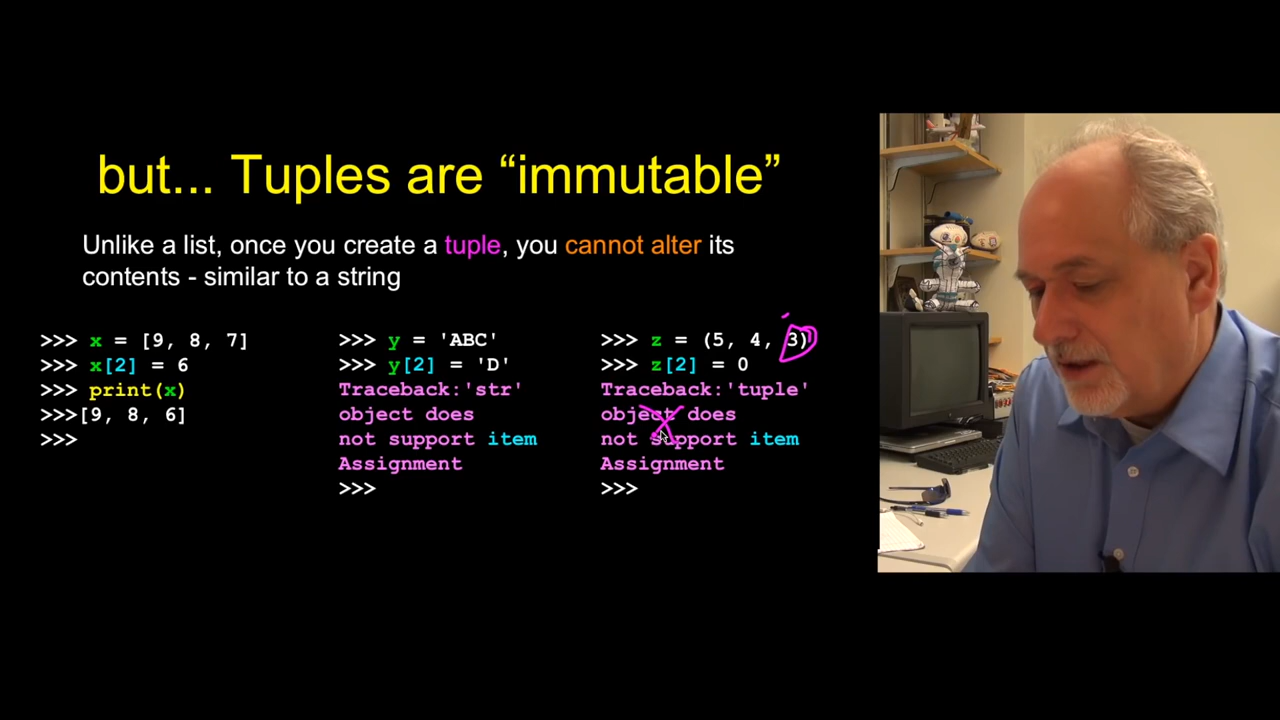 but... Tuples are “immutable”
Unlike a list, once you create a tuple, you cannot alter its
contents - similar to a string
>>> x = [9, 8, 7]
>>> x[2] = 6
>>> print(x)
>>>[9, 8, 6]
>>>
>>> y = 'ABC'
>>> y[2] = 'D'
Traceback:'str'
object does
not support item
Assignment
>>>
>>> z = (5, 4, 3)
>>> z[2] = 0
Traceback:'tuple'
object does
not support item
Assignment
>>>